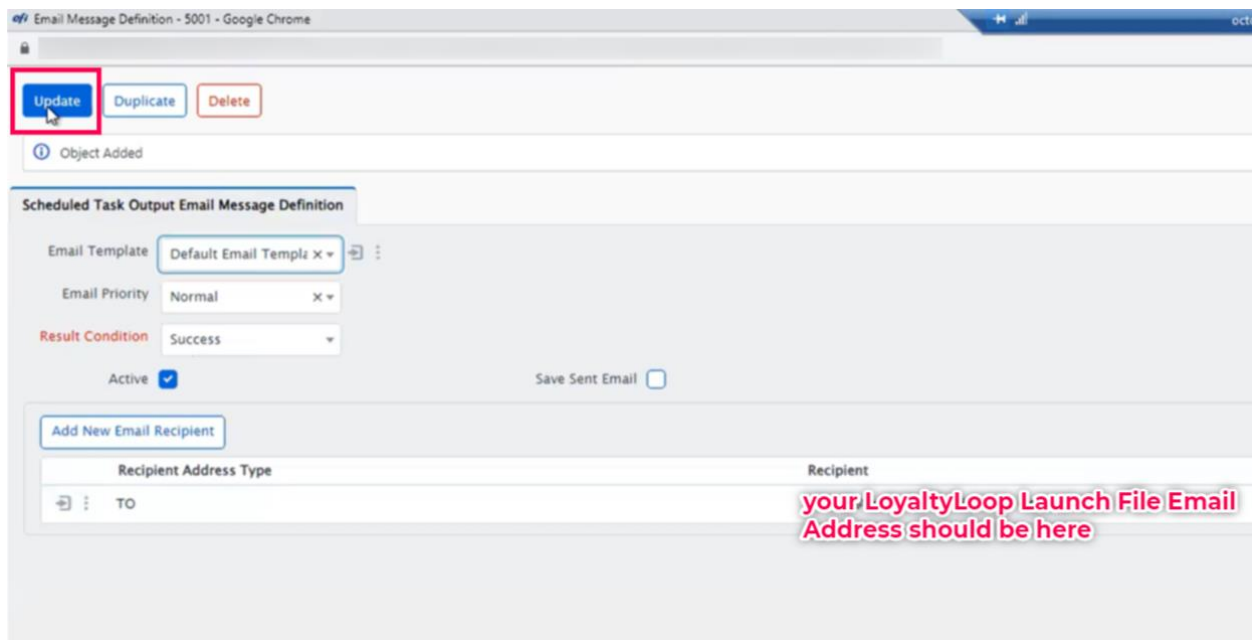 efi Email Message Definition - 5001 - Google Chrome
octo
Update Duplicate Delete
Object Added
Scheduled Task Output Email Message Definition
Email Template Default Email Templa
Email Priority Normal
Result Condition Success
Active Save Sent Email
Add New Email Recipient
Recipient Address Type Recipient
TO your LoyaltyLoop Launch File Email
Address should be here